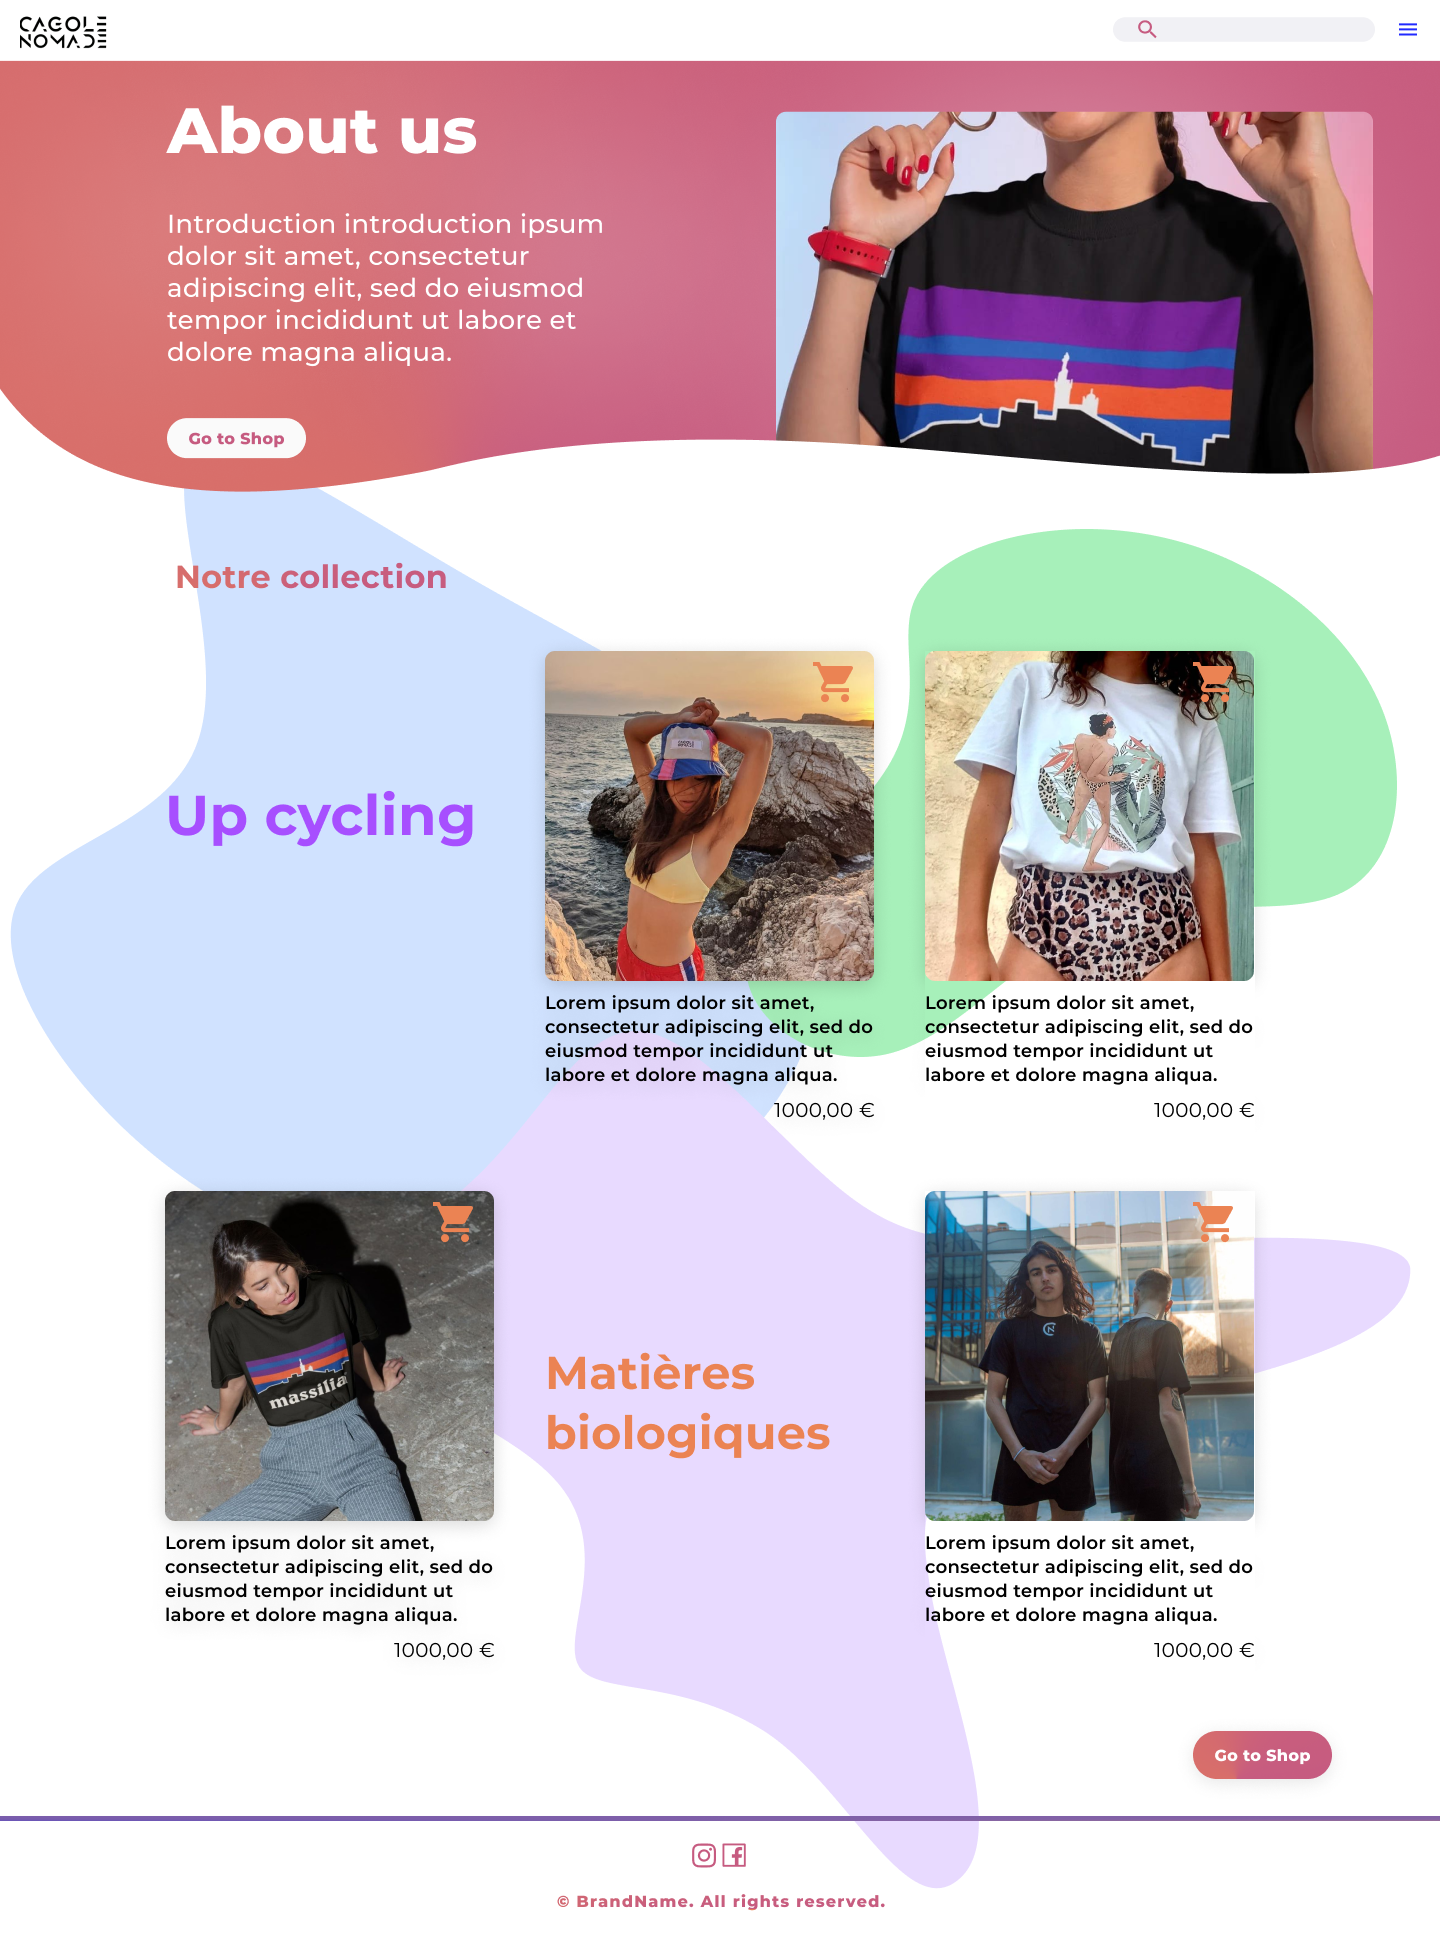 CAGOLE
NOMADE
About us
Introduction introduction ipsum
dolor sit amet, consectetur
adipiscing elit, sed do eiusmod
tempor incididunt ut labore et
dolore magna aliqua.
Go to Shop
Notre collection
Up cycling
CAGOLE
NOMADE
Lorem ipsum dolor sit amet,
consectetur adipiscing elit, sed do
eiusmod tempor incididunt ut
labore et dolore magna aliqua.
1000,00 €
Lorem ipsum dolor sit amet,
consectetur adipiscing elit, sed do
eiusmod tempor incididunt ut
labore et dolore magna aliqua.
1000,00 €
massilia
Lorem ipsum dolor sit amet,
consectetur adipiscing elit, sed do
eiusmod tempor incididunt ut
labore et dolore magna aliqua.
1000,00 €
Matières
biologiques
Lorem ipsum dolor sit amet,
consectetur adipiscing elit, sed do
eiusmod tempor incididunt ut
labore et dolore magna aliqua.
1000,00 €
Go to Shop
© BrandName. All rights reserved.